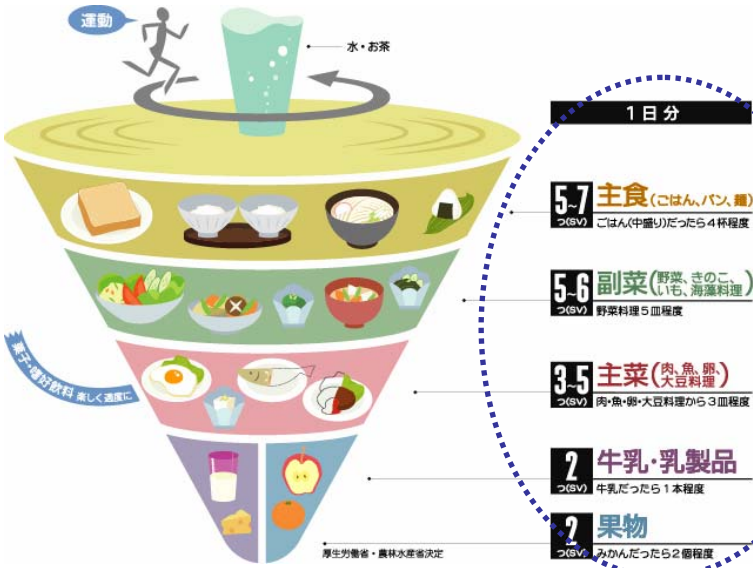 運動
水・お茶
1日分
5~7 つ(SV)
主食(ごはん、パン、麺)
ごはん(中盛り)だったら4杯程度
5~6 つ(SV)
副菜(野菜、きのこ、いも、海藻料理)
野菜料理5皿程度
菓子・嗜好飲料 楽しく適度に
3~5 つ(SV)
主菜(肉、魚、卵、大豆料理)
肉・魚・卵・大豆料理から3皿程度
2 つ(SV)
牛乳・乳製品
牛乳だったら1本程度
2 つ(SV)
果物
みかんだったら2個程度
厚生労働省・農林水産省決定